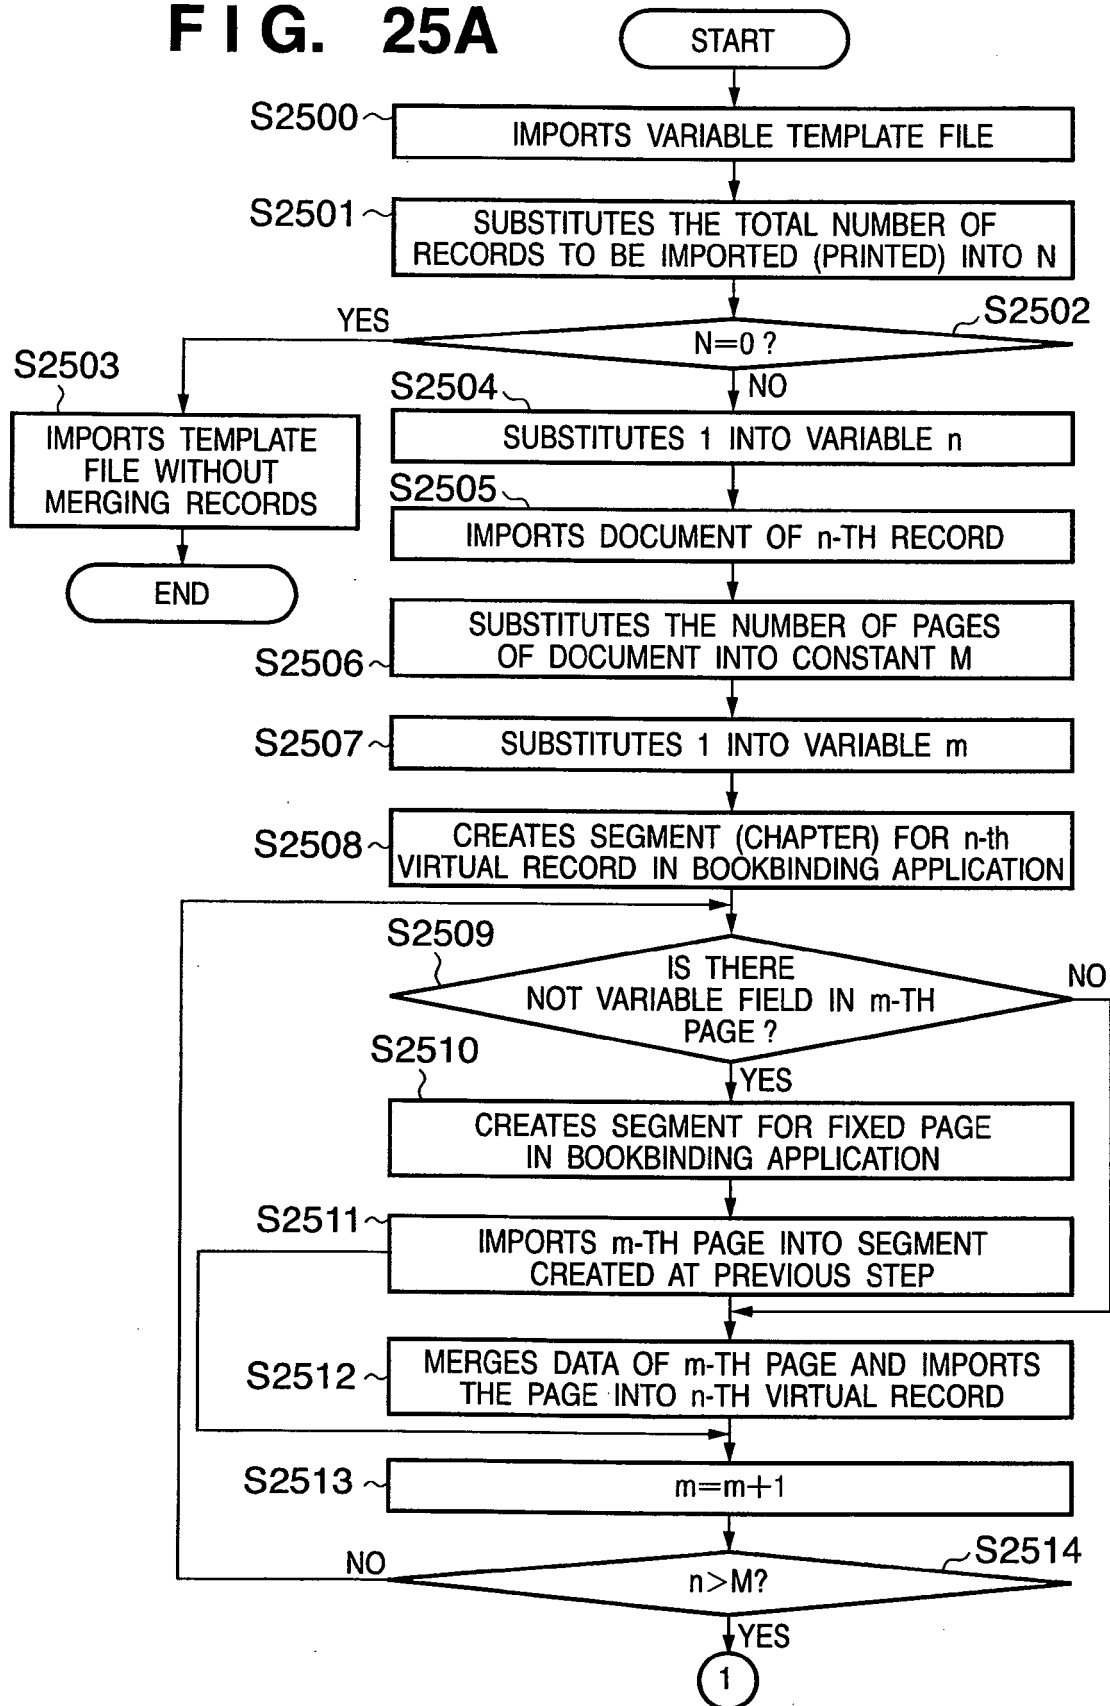 FIG. 25A
START
S2500
IMPORTS VARIABLE TEMPLATE FILE
S2501
SUBSTITUTES THE TOTAL NUMBER OF
RECORDS TO BE IMPORTED (PRINTED) INTO N
S2502
N=0 ?
YES
NO
S2503
IMPORTS TEMPLATE
FILE WITHOUT
MERGING RECORDS
END
S2504
SUBSTITUTES 1 INTO VARIABLE n
S2505
IMPORTS DOCUMENT OF n-TH RECORD
S2506
SUBSTITUTES THE NUMBER OF PAGES
OF DOCUMENT INTO CONSTANT M
S2507
SUBSTITUTES 1 INTO VARIABLE m
S2508
CREATES SEGMENT (CHAPTER) FOR n-th
VIRTUAL RECORD IN BOOKBINDING APPLICATION
S2509
IS THERE
NOT VARIABLE FIELD IN m-TH
PAGE ?
NO
YES
S2510
CREATES SEGMENT FOR FIXED PAGE
IN BOOKBINDING APPLICATION
S2511
IMPORTS m-TH PAGE INTO SEGMENT
CREATED AT PREVIOUS STEP
S2512
MERGES DATA OF m-TH PAGE AND IMPORTS
THE PAGE INTO n-TH VIRTUAL RECORD
S2513
m=m+1
S2514
n>M?
NO
YES
1